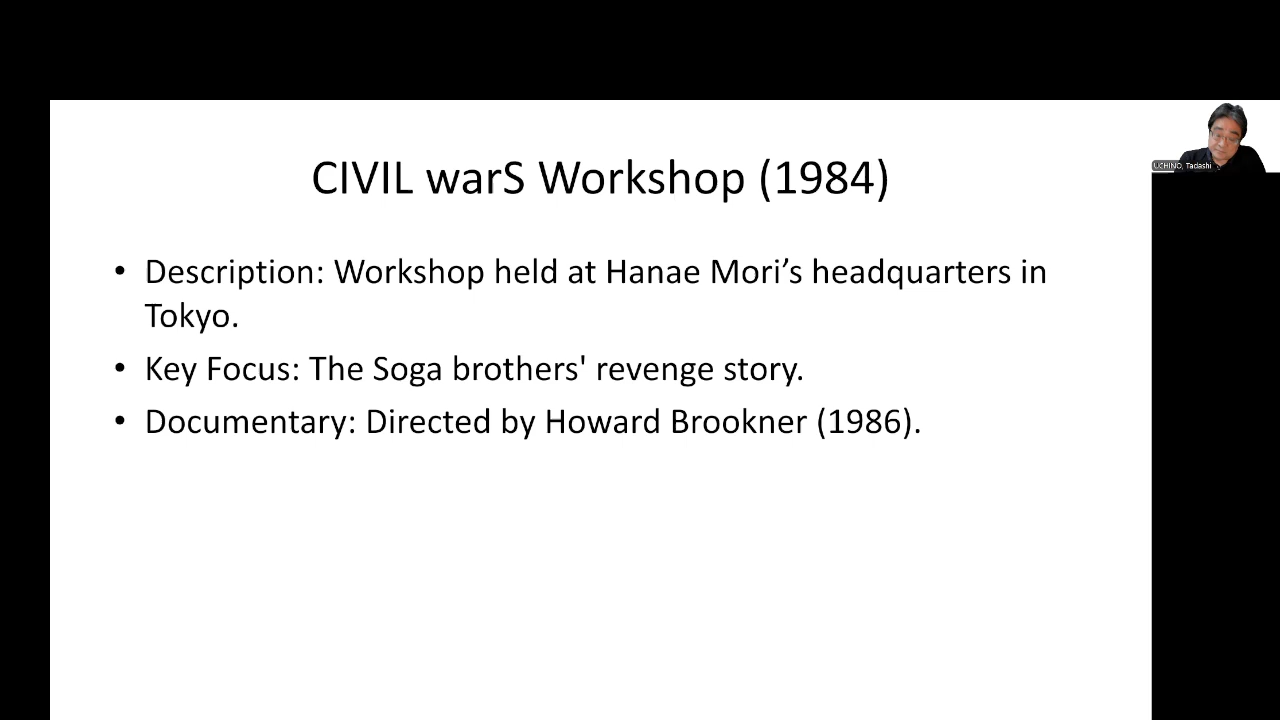 CIVIL warS Workshop (1984)
• Description: Workshop held at Hanae Mori’s headquarters in
Tokyo.
• Key Focus: The Soga brothers' revenge story.
• Documentary: Directed by Howard Brookner (1986).
UCHINO, Tadashi